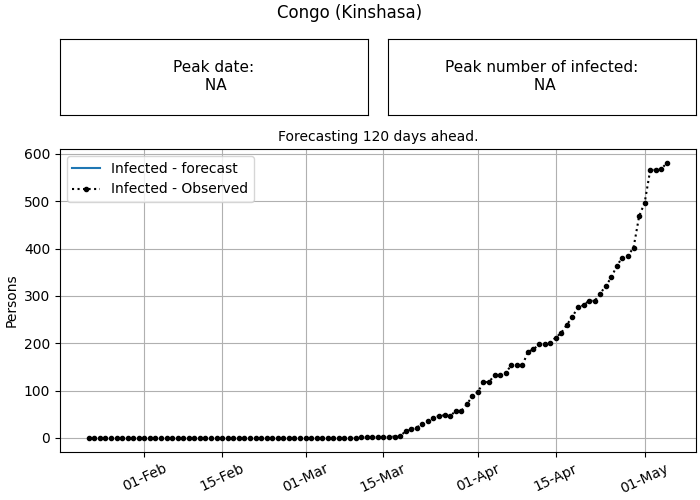 Congo (Kinshasa)
Peak date:
NA
Peak number of infected:
NA
Forecasting 120 days ahead.
Infected - forecast
Infected - Observed
Persons
600
500
400
300
200
100
0
01-Feb
15-Feb
01-Mar
15-Mar
01-Apr
15-Apr
01-May